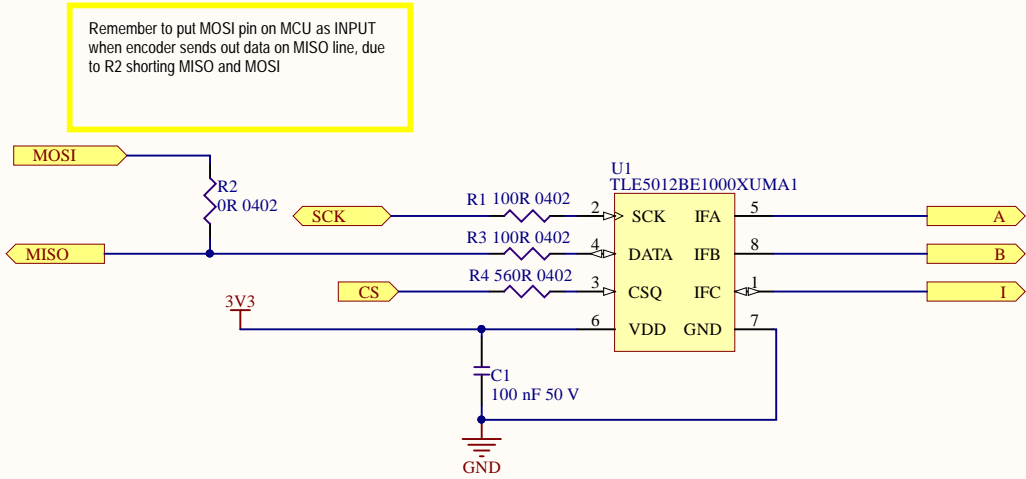 Remember to put MOSI pin on MCU as INPUT
when encoder sends out data on MISO line, due
to R2 shorting MISO and MOSI
MOSI
R2
0R 0402
MISO
SCK
R1 100R 0402
R3 100R 0402
R4 560R 0402
CS
3V3
C1
100 nF 50 V
GND
U1
TLE5012BE1000XUMA1
2 SCK IFA 5
4 DATA IFB 8
3 CSQ IFC 1
6 VDD GND 7
A
B
I